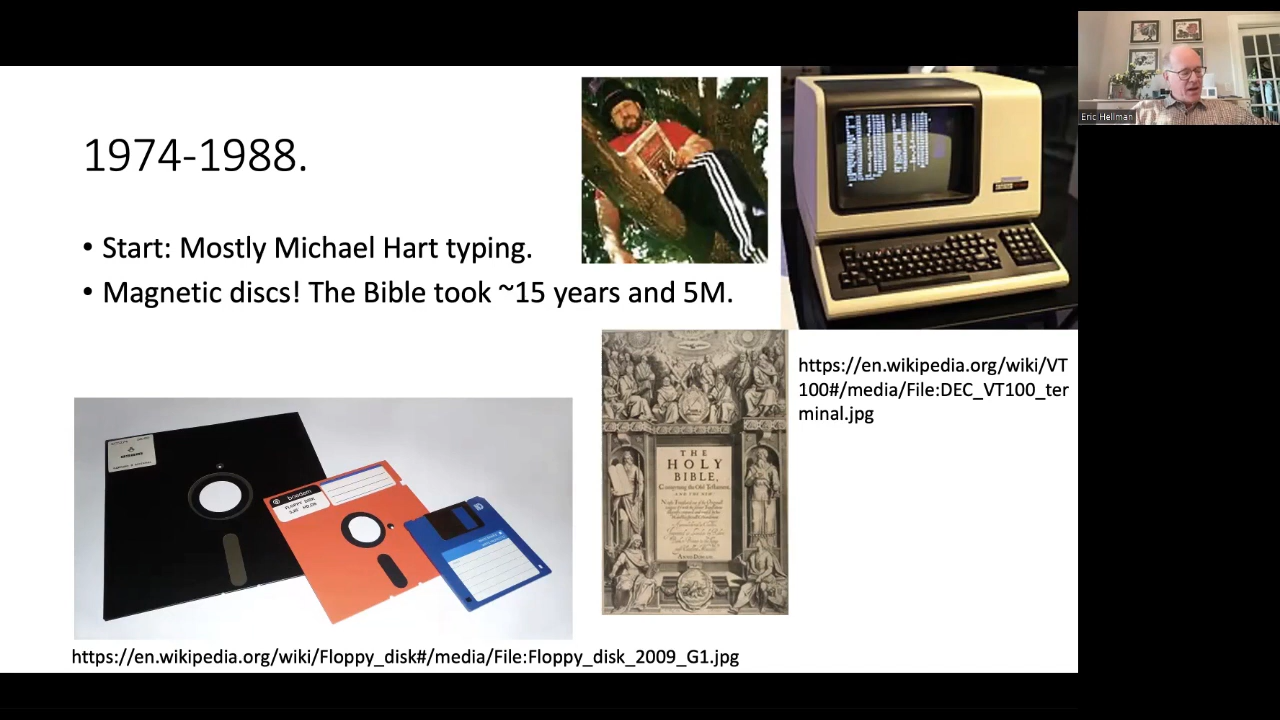 1974-1988.
• Start: Mostly Michael Hart typing.
• Magnetic discs! The Bible took ~15 years and 5M.
https://en.wikipedia.org/wiki/VT
100#/media/File:DEC_VT100_ter
minal.jpg
THE
HOLY
BIBLE,
https://en.wikipedia.org/wiki/Floppy_disk#/media/File:Floppy_disk_2009_G1.jpg
Eric Hellman